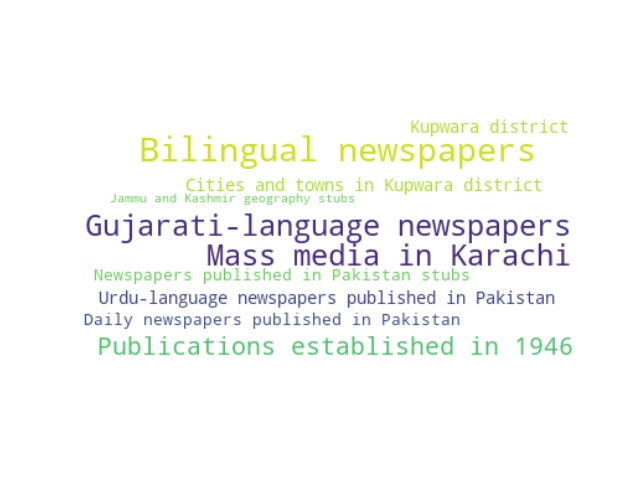 Kupwara district
Bilingual newspapers
Cities and towns in Kupwara district
Jammu and Kashmir geography stubs
Gujarati-language newspapers
Mass media in Karachi
Newspapers published in Pakistan stubs
Urdu-language newspapers published in Pakistan
Daily newspapers published in Pakistan
Publications established in 1946